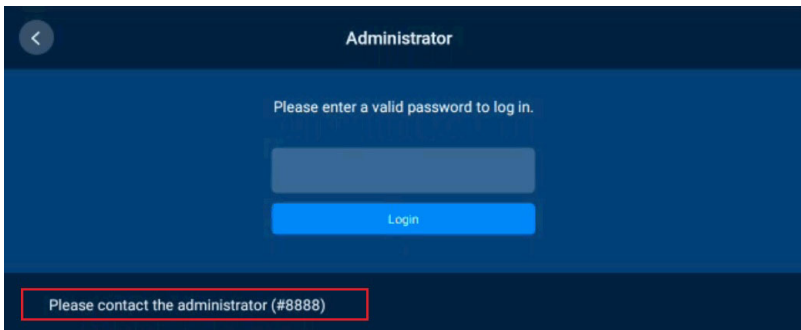 Administrator
Please enter a valid password to log in.
Login
Please contact the administrator (#8888)